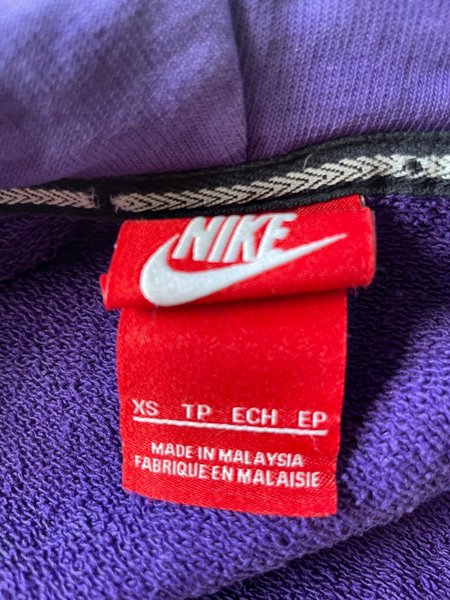 NIKE
XS TP ECH EP
MADE IN MALAYSIA
FABRIQUE EN MALAISIE